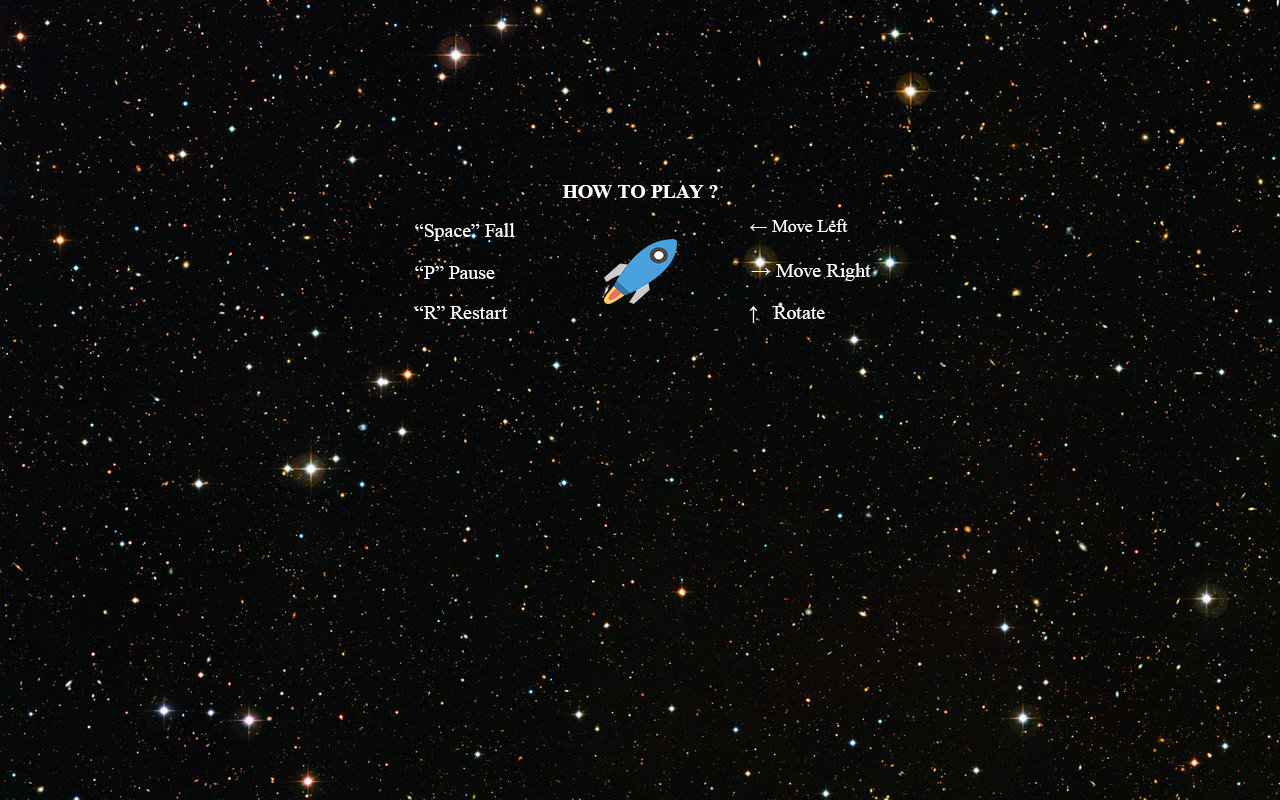 HOW TO PLAY ?
“Space” Fall
“P” Pause
“R” Restart
← Move Left
→ Move Right
↑ Rotate